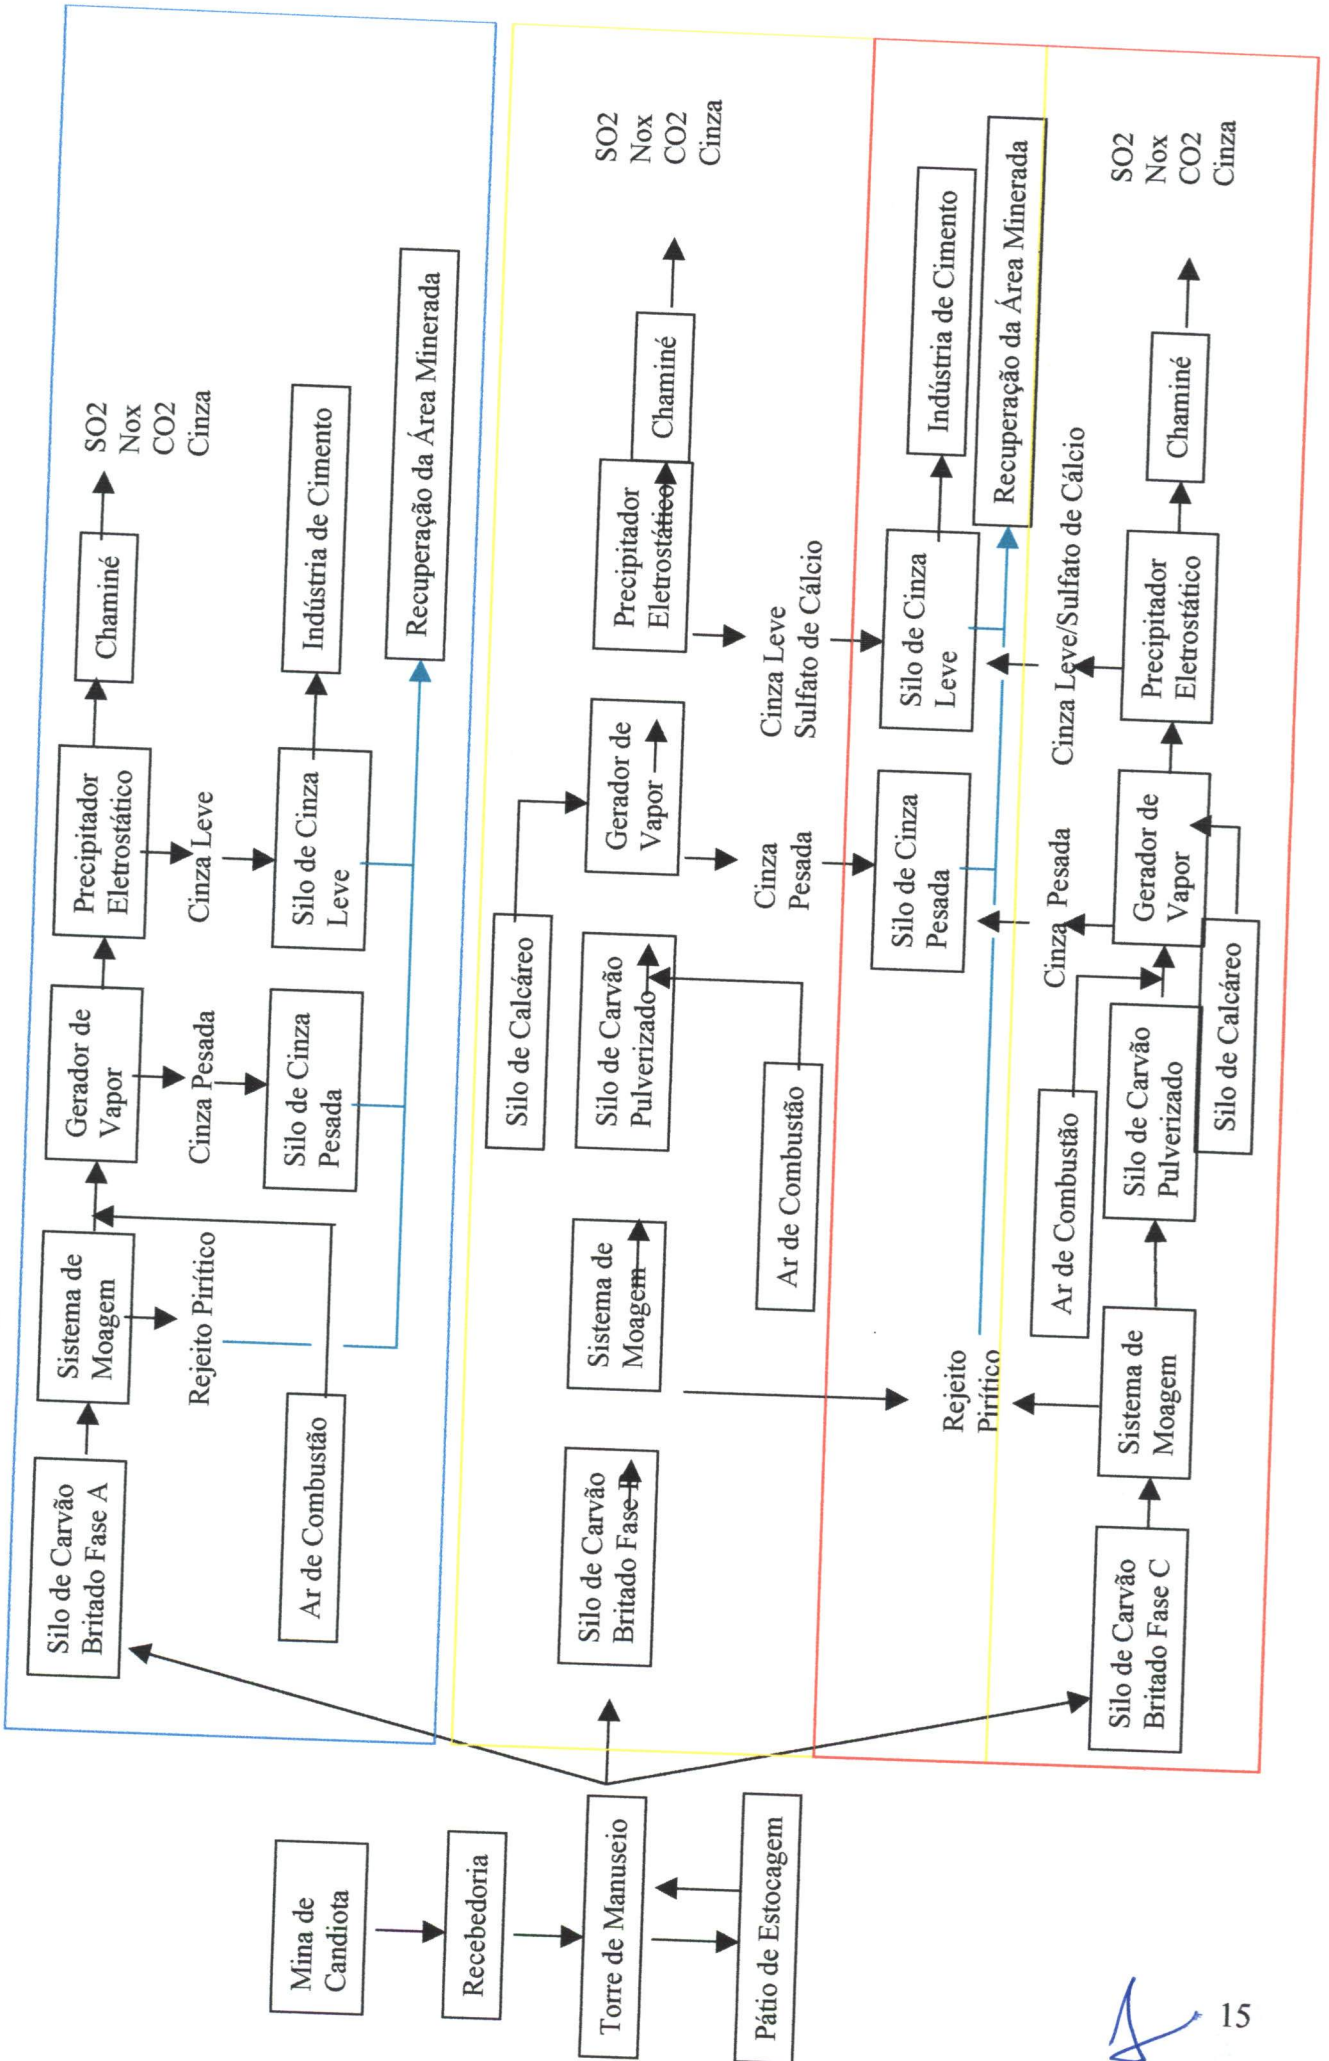 Mina de
Candiota
Recebedoria
Torre de Manuseio
Pátio de Estocagem
Silo de Carvão
Britado Fase A
Sistema de
Moagem
Gerador de
Vapor
Precipitador
Eletrostático
Chaminé
SO2
Nox
CO2
Cinza
Rejeito Pirítico
Cinza Pesada
Cinza Leve
Ar de Combustão
Silo de Cinza
Pesada
Silo de Cinza
Leve
Indústria de Cimento
Recuperação da Área Minerada
Silo de Calcáreo
Silo de Carvão
Britado Fase B
Sistema de
Moagem
Silo de Carvão
Pulverizado
Gerador de
Vapor
Precipitador
Eletrostático
Chaminé
SO2
Nox
CO2
Cinza
Ar de Combustão
Cinza
Pesada
Cinza Leve
Sulfato de Cálcio
Silo de Cinza
Pesada
Silo de Cinza
Leve
Indústria de Cimento
Recuperação da Área Minerada
Rejeito
Pirítico
Ar de Combustão
Cinza Pesada
Cinza Leve/Sulfato de Cálcio
Silo de Carvão
Britado Fase C
Sistema de
Moagem
Silo de Carvão
Pulverizado
Gerador de
Vapor
Precipitador
Eletrostático
Chaminé
SO2
Nox
CO2
Cinza
Silo de Calcáreo
15